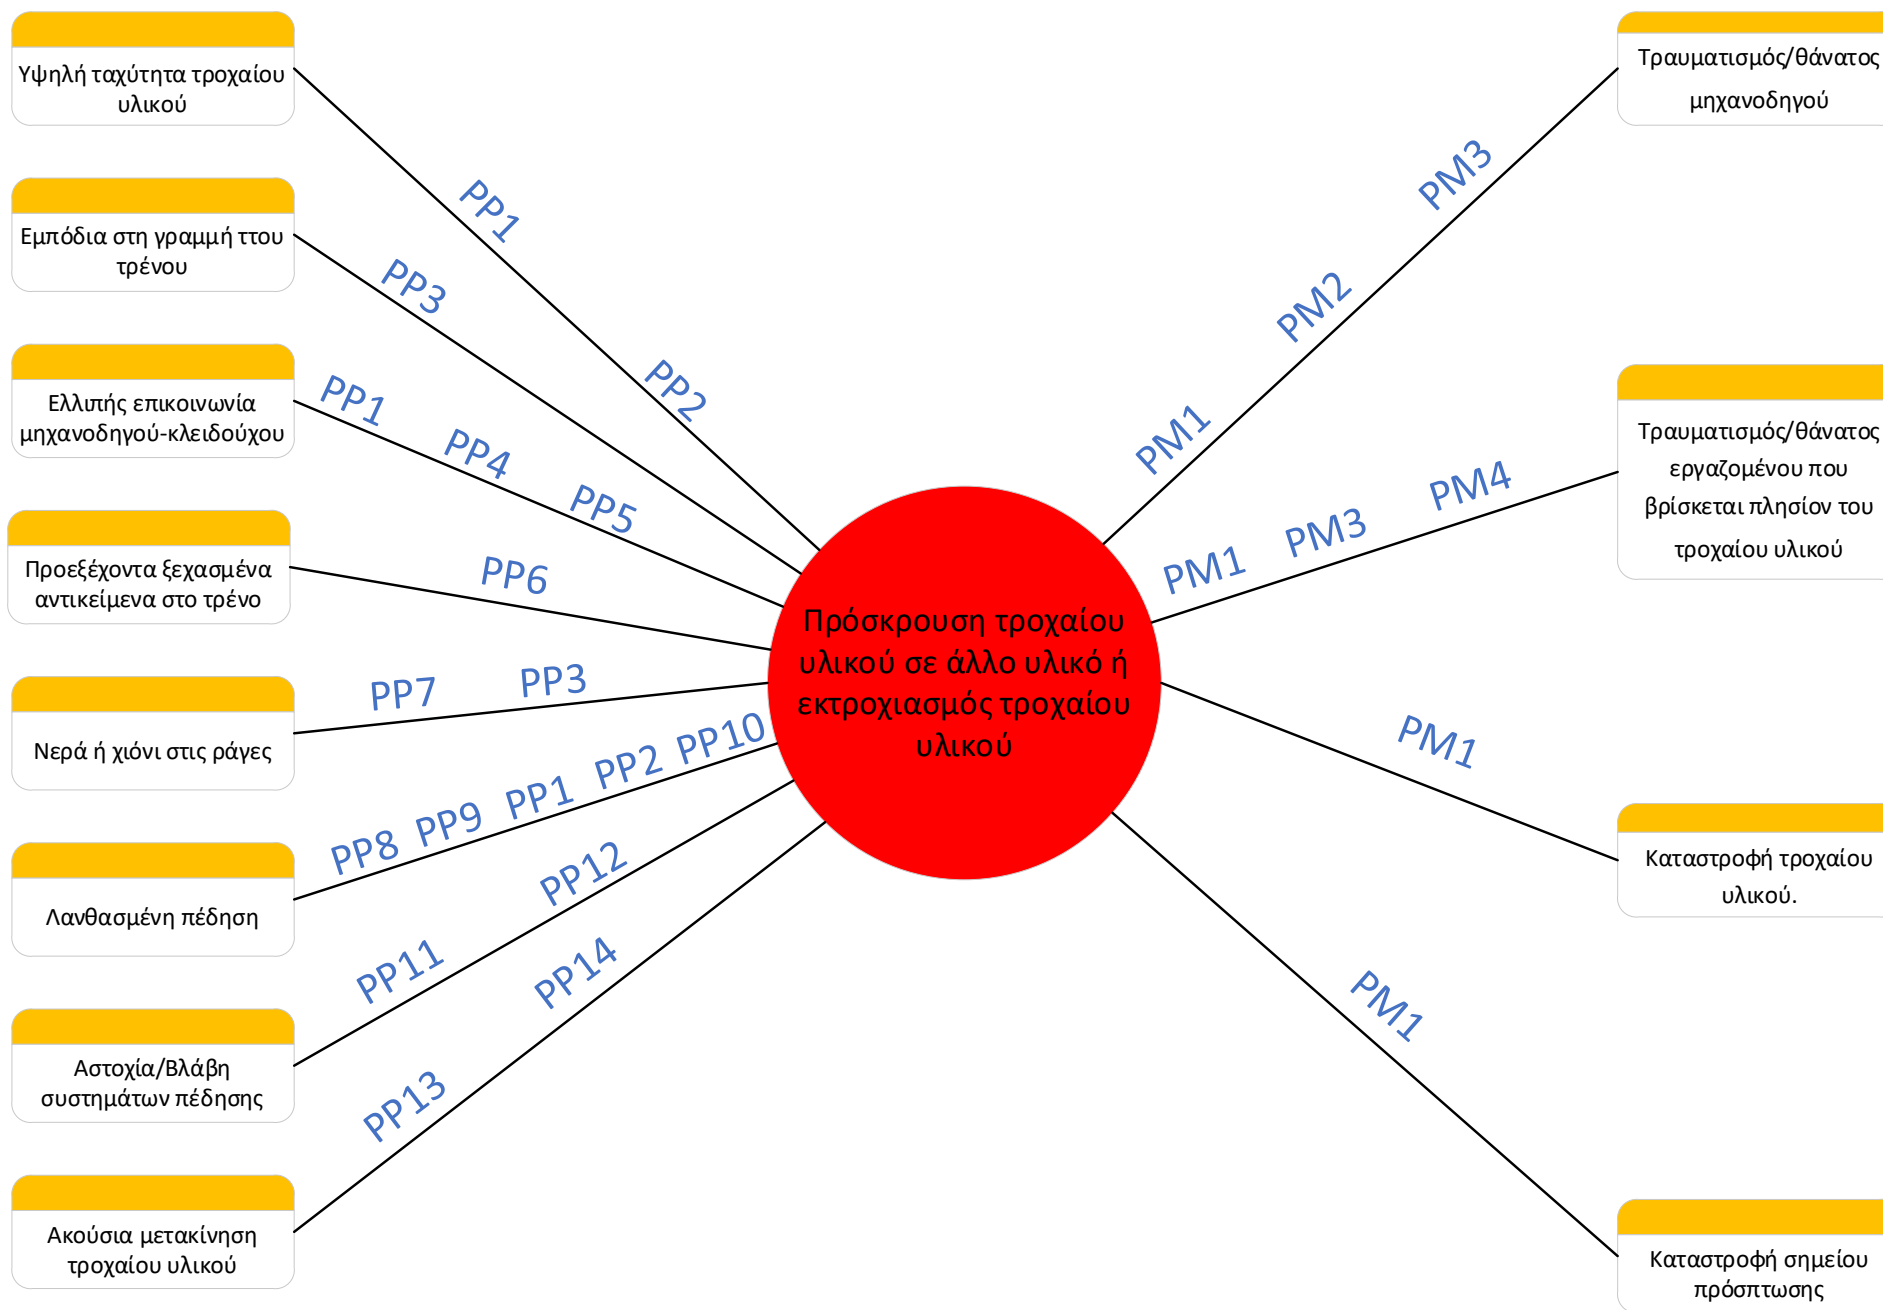 Υψηλή ταχύτητα τροχαίου
υλικού
Εμπόδια στη γραμμή ττου
τρένου
Ελλιπής επικοινωνία
μηχανοδηγού-κλειδούχου
Προεξέχοντα ξεχασμένα
αντικείμενα στο τρένο
Νερά ή χιόνι στις ράγες
Λανθασμένη πέδηση
Αστοχία/Βλάβη
συστημάτων πέδησης
Ακούσια μετακίνηση
τροχαίου υλικού
PP1
PP2
PP3
PP1
PP4
PP5
PP6
PP7
PP3
PP8
PP9
PP1
PP2
PP10
PP11
PP12
PP13
PP14
Πρόσκρουση τροχαίου
υλικού σε άλλο υλικό ή
εκτροχιασμός τροχαίου
υλικού
PM1
PM2
PM3
PM1
PM3
PM4
PM1
PM1
Τραυματισμός/θάνατος
μηχανοδηγού
Τραυματισμός/θάνατος
εργαζομένου που
βρίσκεται πλησίον του
τροχαίου υλικού
Καταστροφή τροχαίου
υλικού.
Καταστροφή σημείου
πρόσπτωσης